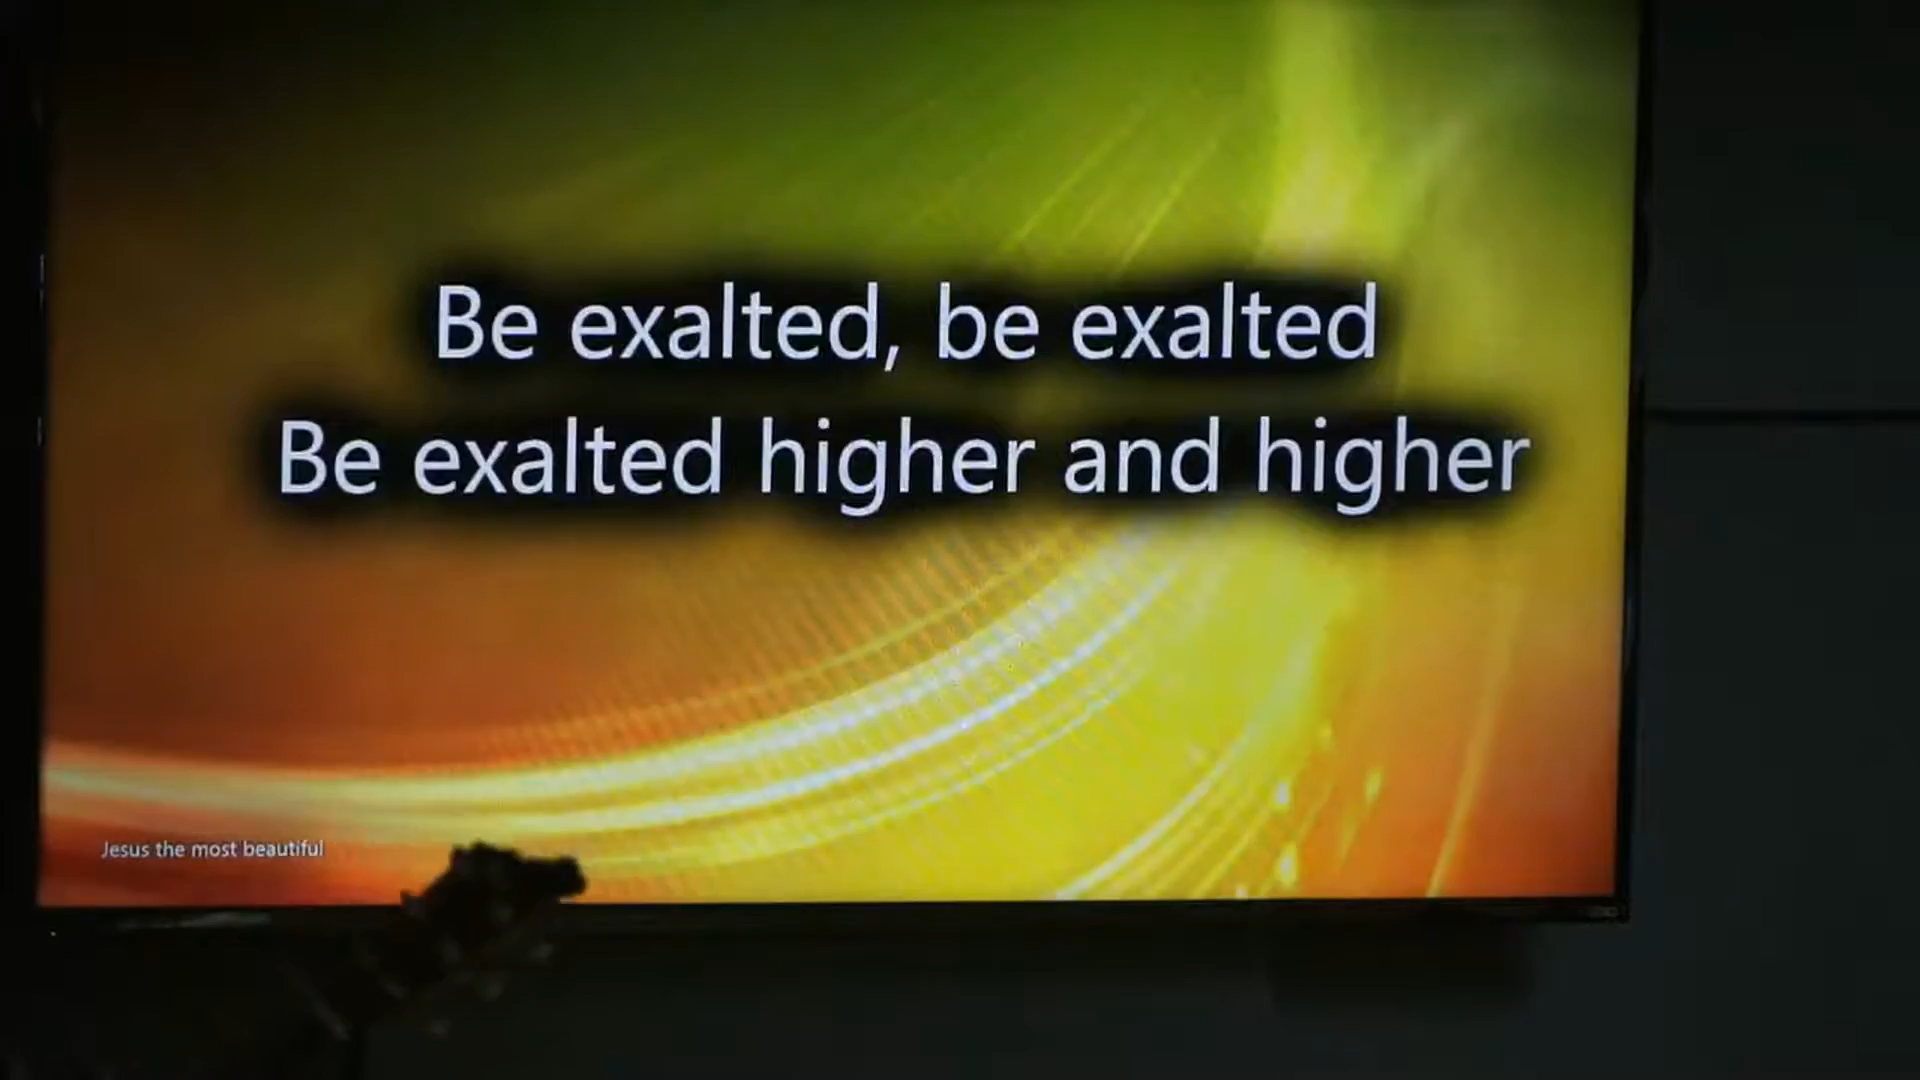 Be exalted, be exalted
Be exalted higher and higher
Jesus the most beautiful